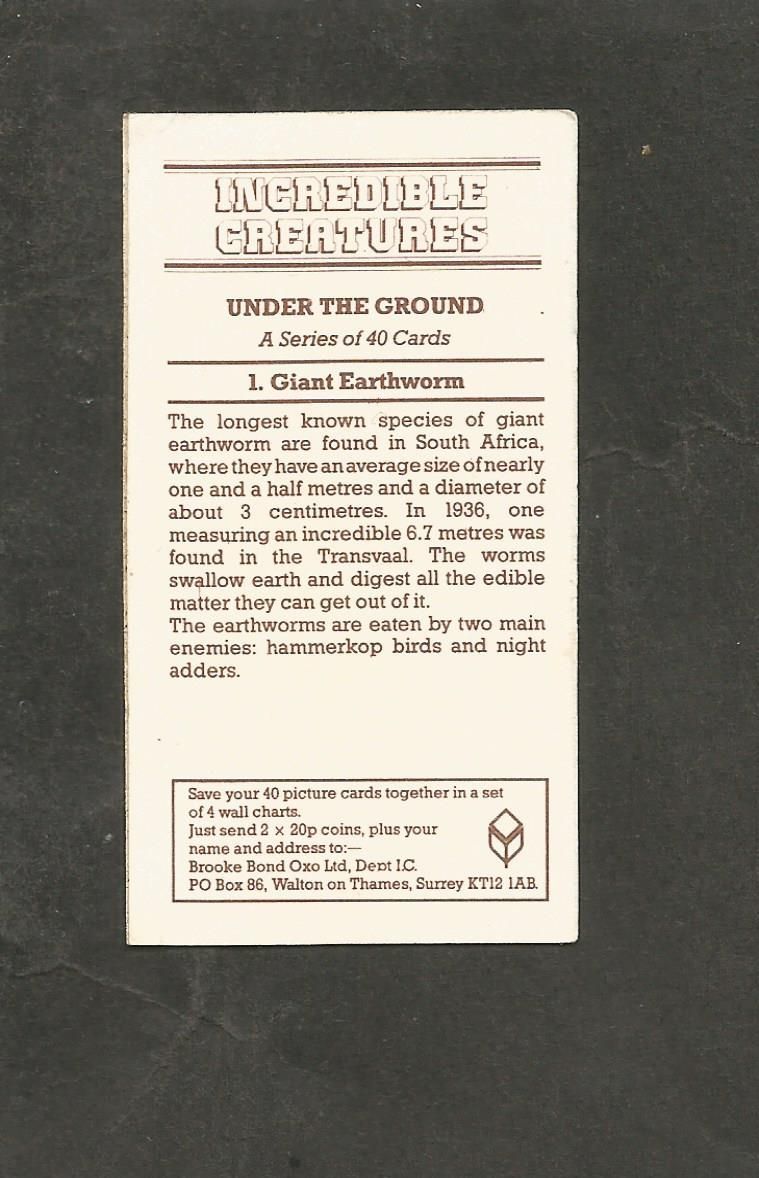 INCREDIBLE
CREATURES
UNDER THE GROUND
A Series of 40 Cards
1. Giant Earthworm
The longest known species of giant
earthworm are found in South Africa,
where they have an average size of nearly
one and a half metres and a diameter of
about 3 centimetres. In 1936, one
measuring an incredible 6.7 metres was
found in the Transvaal. The worms
swallow earth and digest all the edible
matter they can get out of it.
The earthworms are eaten by two main
enemies: hammerkop birds and night
adders.
Save your 40 picture cards together in a set
of 4 wall charts.
Just send 2 × 20p coins, plus your
name and address to:—
Brooke Bond Oxo Ltd, Dept I.C.
PO Box 86, Walton on Thames, Surrey KT12 1AB.